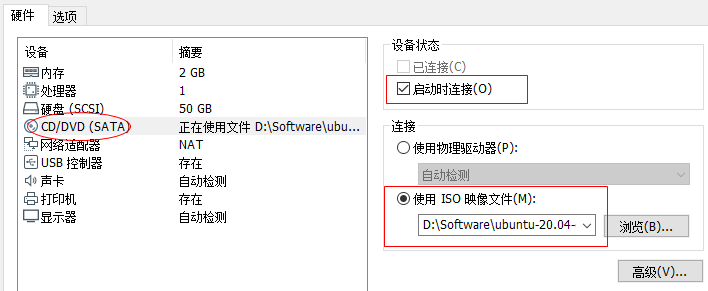 硬件 选项
设备 摘要
内存 2 GB
处理器 1
硬盘 (SCSI) 50 GB
CD/DVD (SATA) 正在使用文件 D:\Software\ubu...
网络适配器 NAT
USB 控制器 存在
声卡 自动检测
打印机 存在
显示器 自动检测
设备状态
已连接(C)
启动时连接(O)
连接
使用物理驱动器(P):
自动检测
使用 ISO 映像文件(M):
D:\Software\ubuntu-20.04- 浏览(B)...
高级(V)...